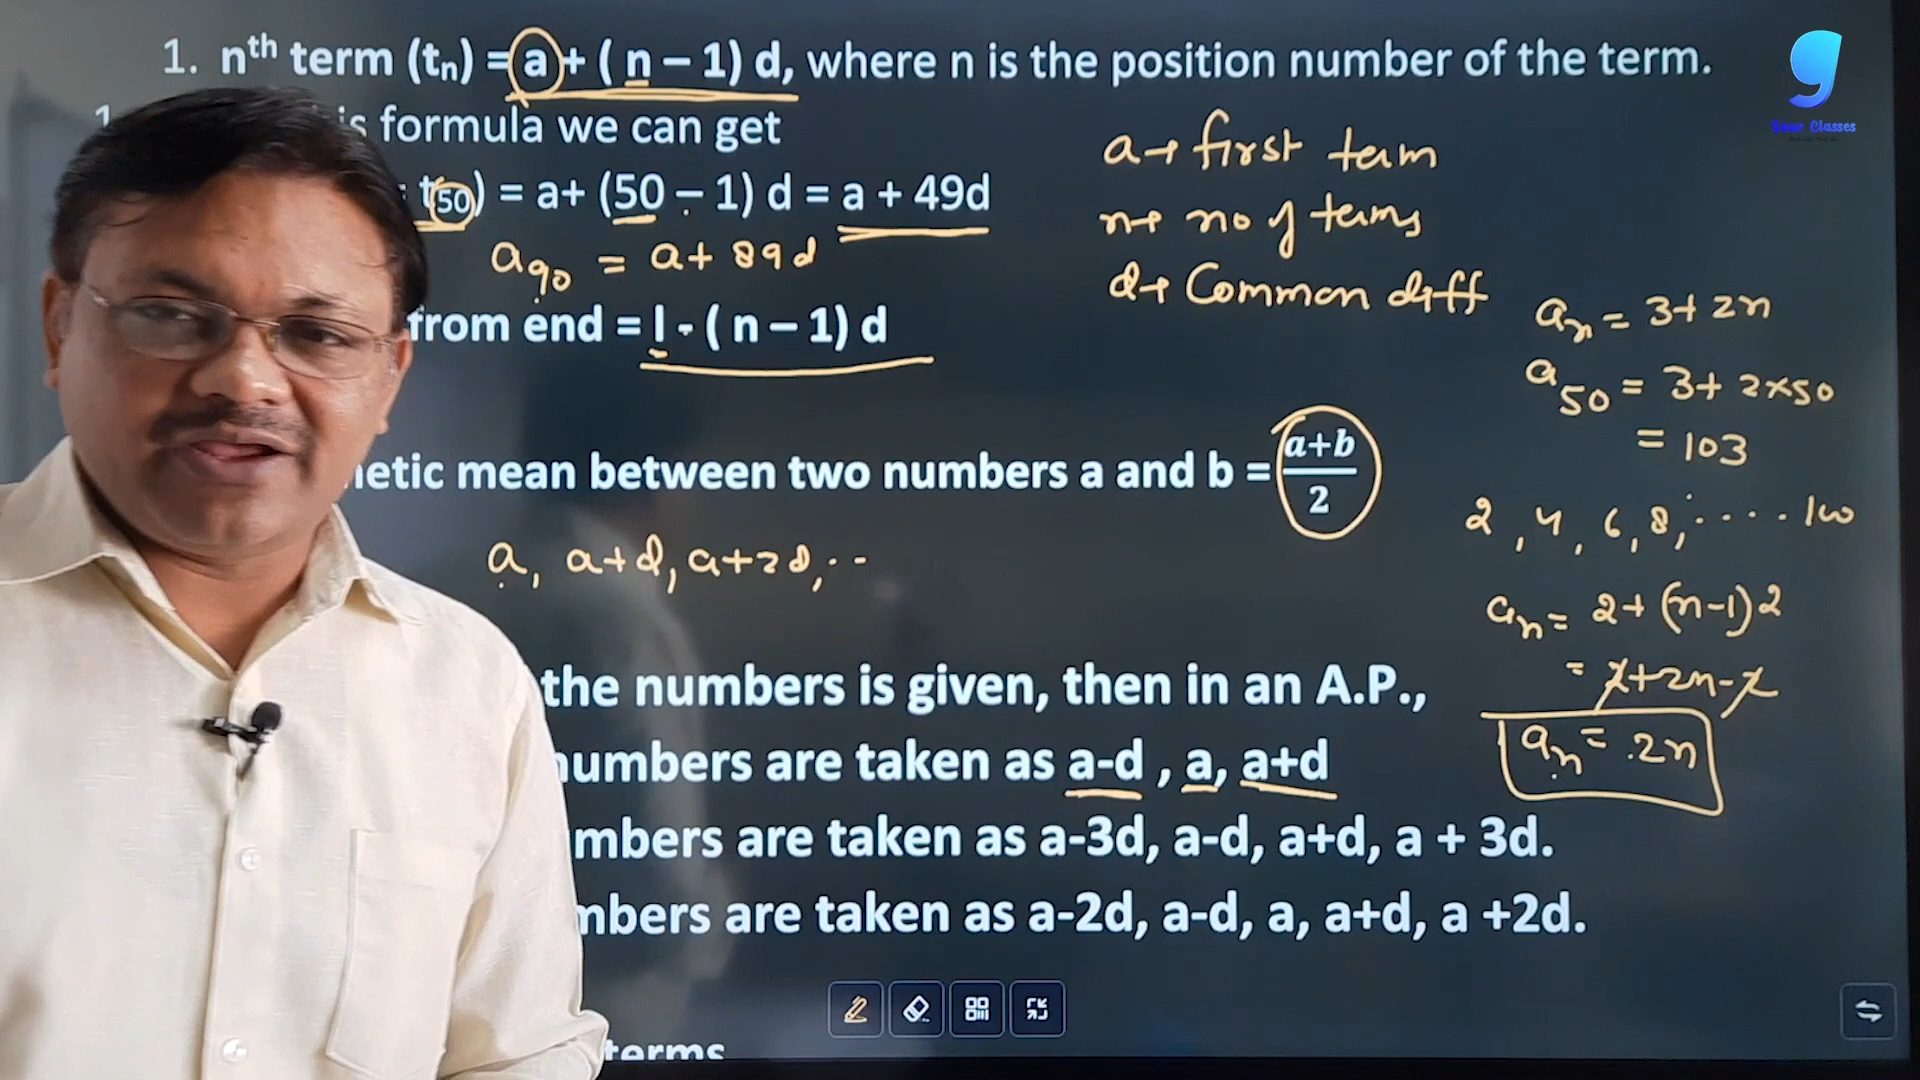 1. nth term (tn) = a + ( n – 1) d, where n is the position number of the term.
is formula we can get
t50) = a+ (50 – 1) d = a + 49d
a90 = a + 89d
from end = l - ( n – 1) d
etic mean between two numbers a and b = a+b/2
a, a+d, a+2d, ..
the numbers is given, then in an A.P.,
numbers are taken as a-d , a, a+d
mbers are taken as a-3d, a-d, a+d, a + 3d.
mbers are taken as a-2d, a-d, a, a+d, a +2d.
terms
a → first term
n → no of terms
d → Common diff
an = 3+2n
a50 = 3+ 2×50
= 103
2, 4, 6, 8, ..... 100
an = 2+ (n-1)2
= 2+2n-2
an = 2n
Classes